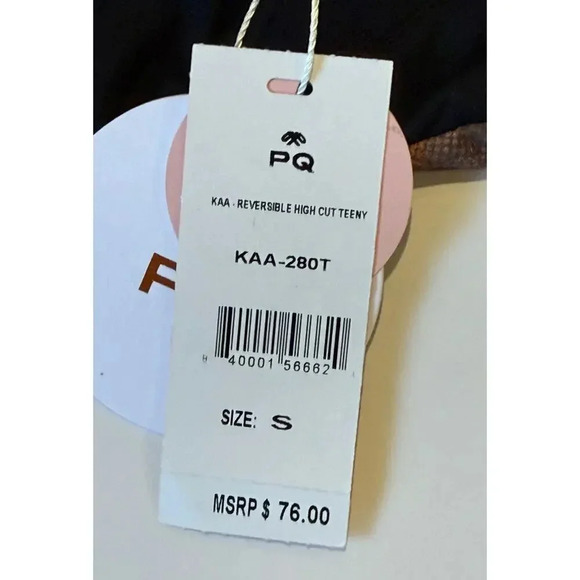 PQ
KAA - REVERSIBLE HIGH CUT TEENY
KAA-280T
40001 56662
SIZE: S
MSRP $ 76.00
P